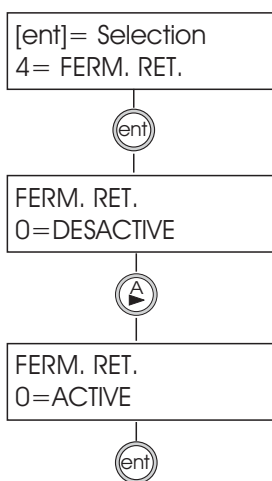 [ent]= Selection
4= FERM. RET.
ent
FERM. RET.
0=DESACTIVE
A
FERM. RET.
0=ACTIVE
ent